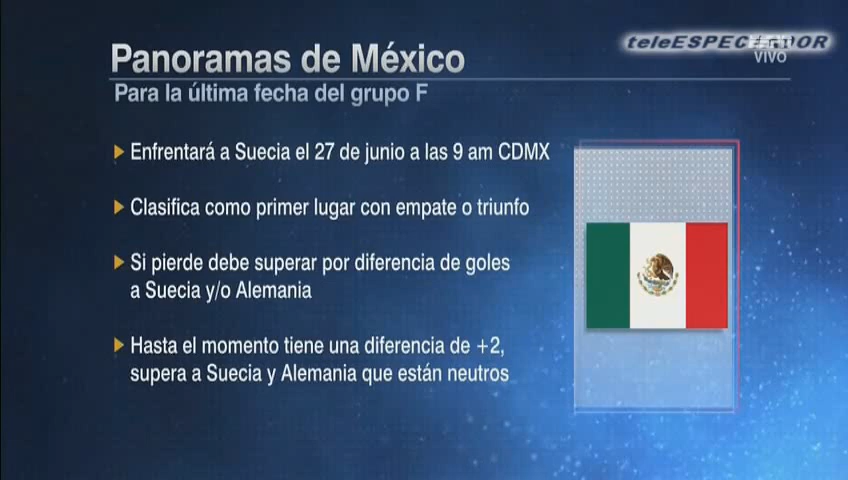 teleESPECTADOR
ESPN
VIVO
Panoramas de México
Para la última fecha del grupo F
Enfrentará a Suecia el 27 de junio a las 9 am CDMX
Clasifica como primer lugar con empate o triunfo
Si pierde debe superar por diferencia de goles
a Suecia y/o Alemania
Hasta el momento tiene una diferencia de +2,
supera a Suecia y Alemania que están neutros